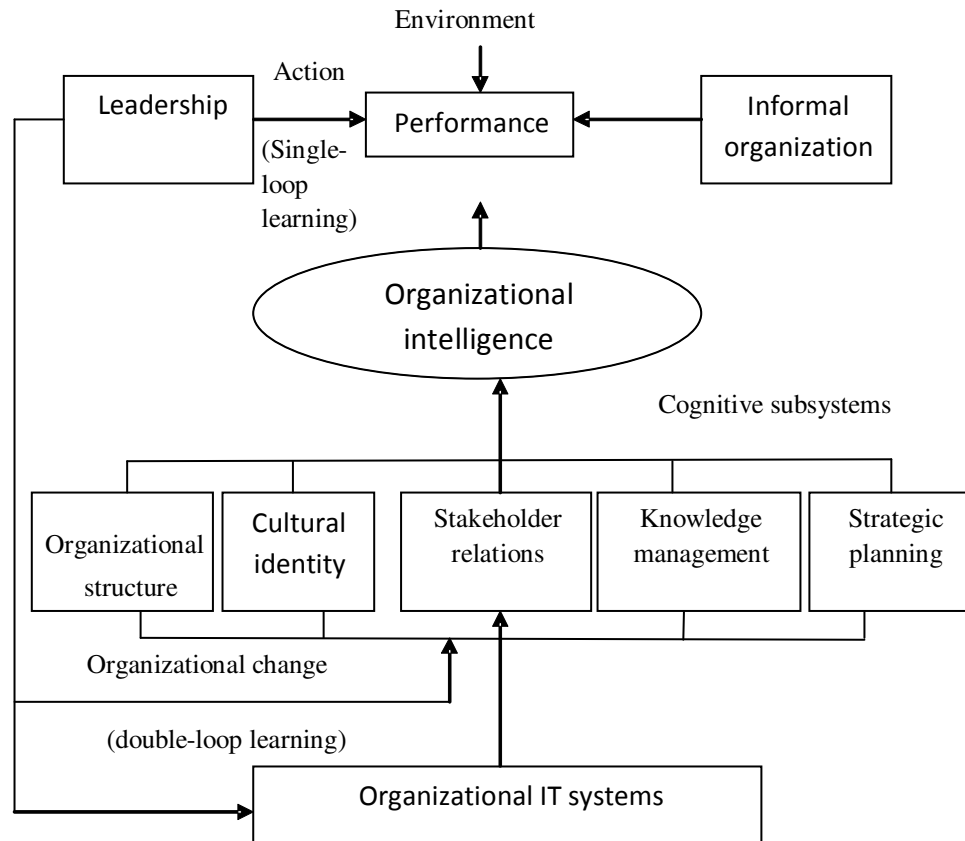 Environment
Action
Leadership
Performance
Informal
organization
(Single-
loop
learning)
Organizational
intelligence
Cognitive subsystems
Organizational
structure
Cultural
identity
Stakeholder
relations
Knowledge
management
Strategic
planning
Organizational change
(double-loop learning)
Organizational IT systems